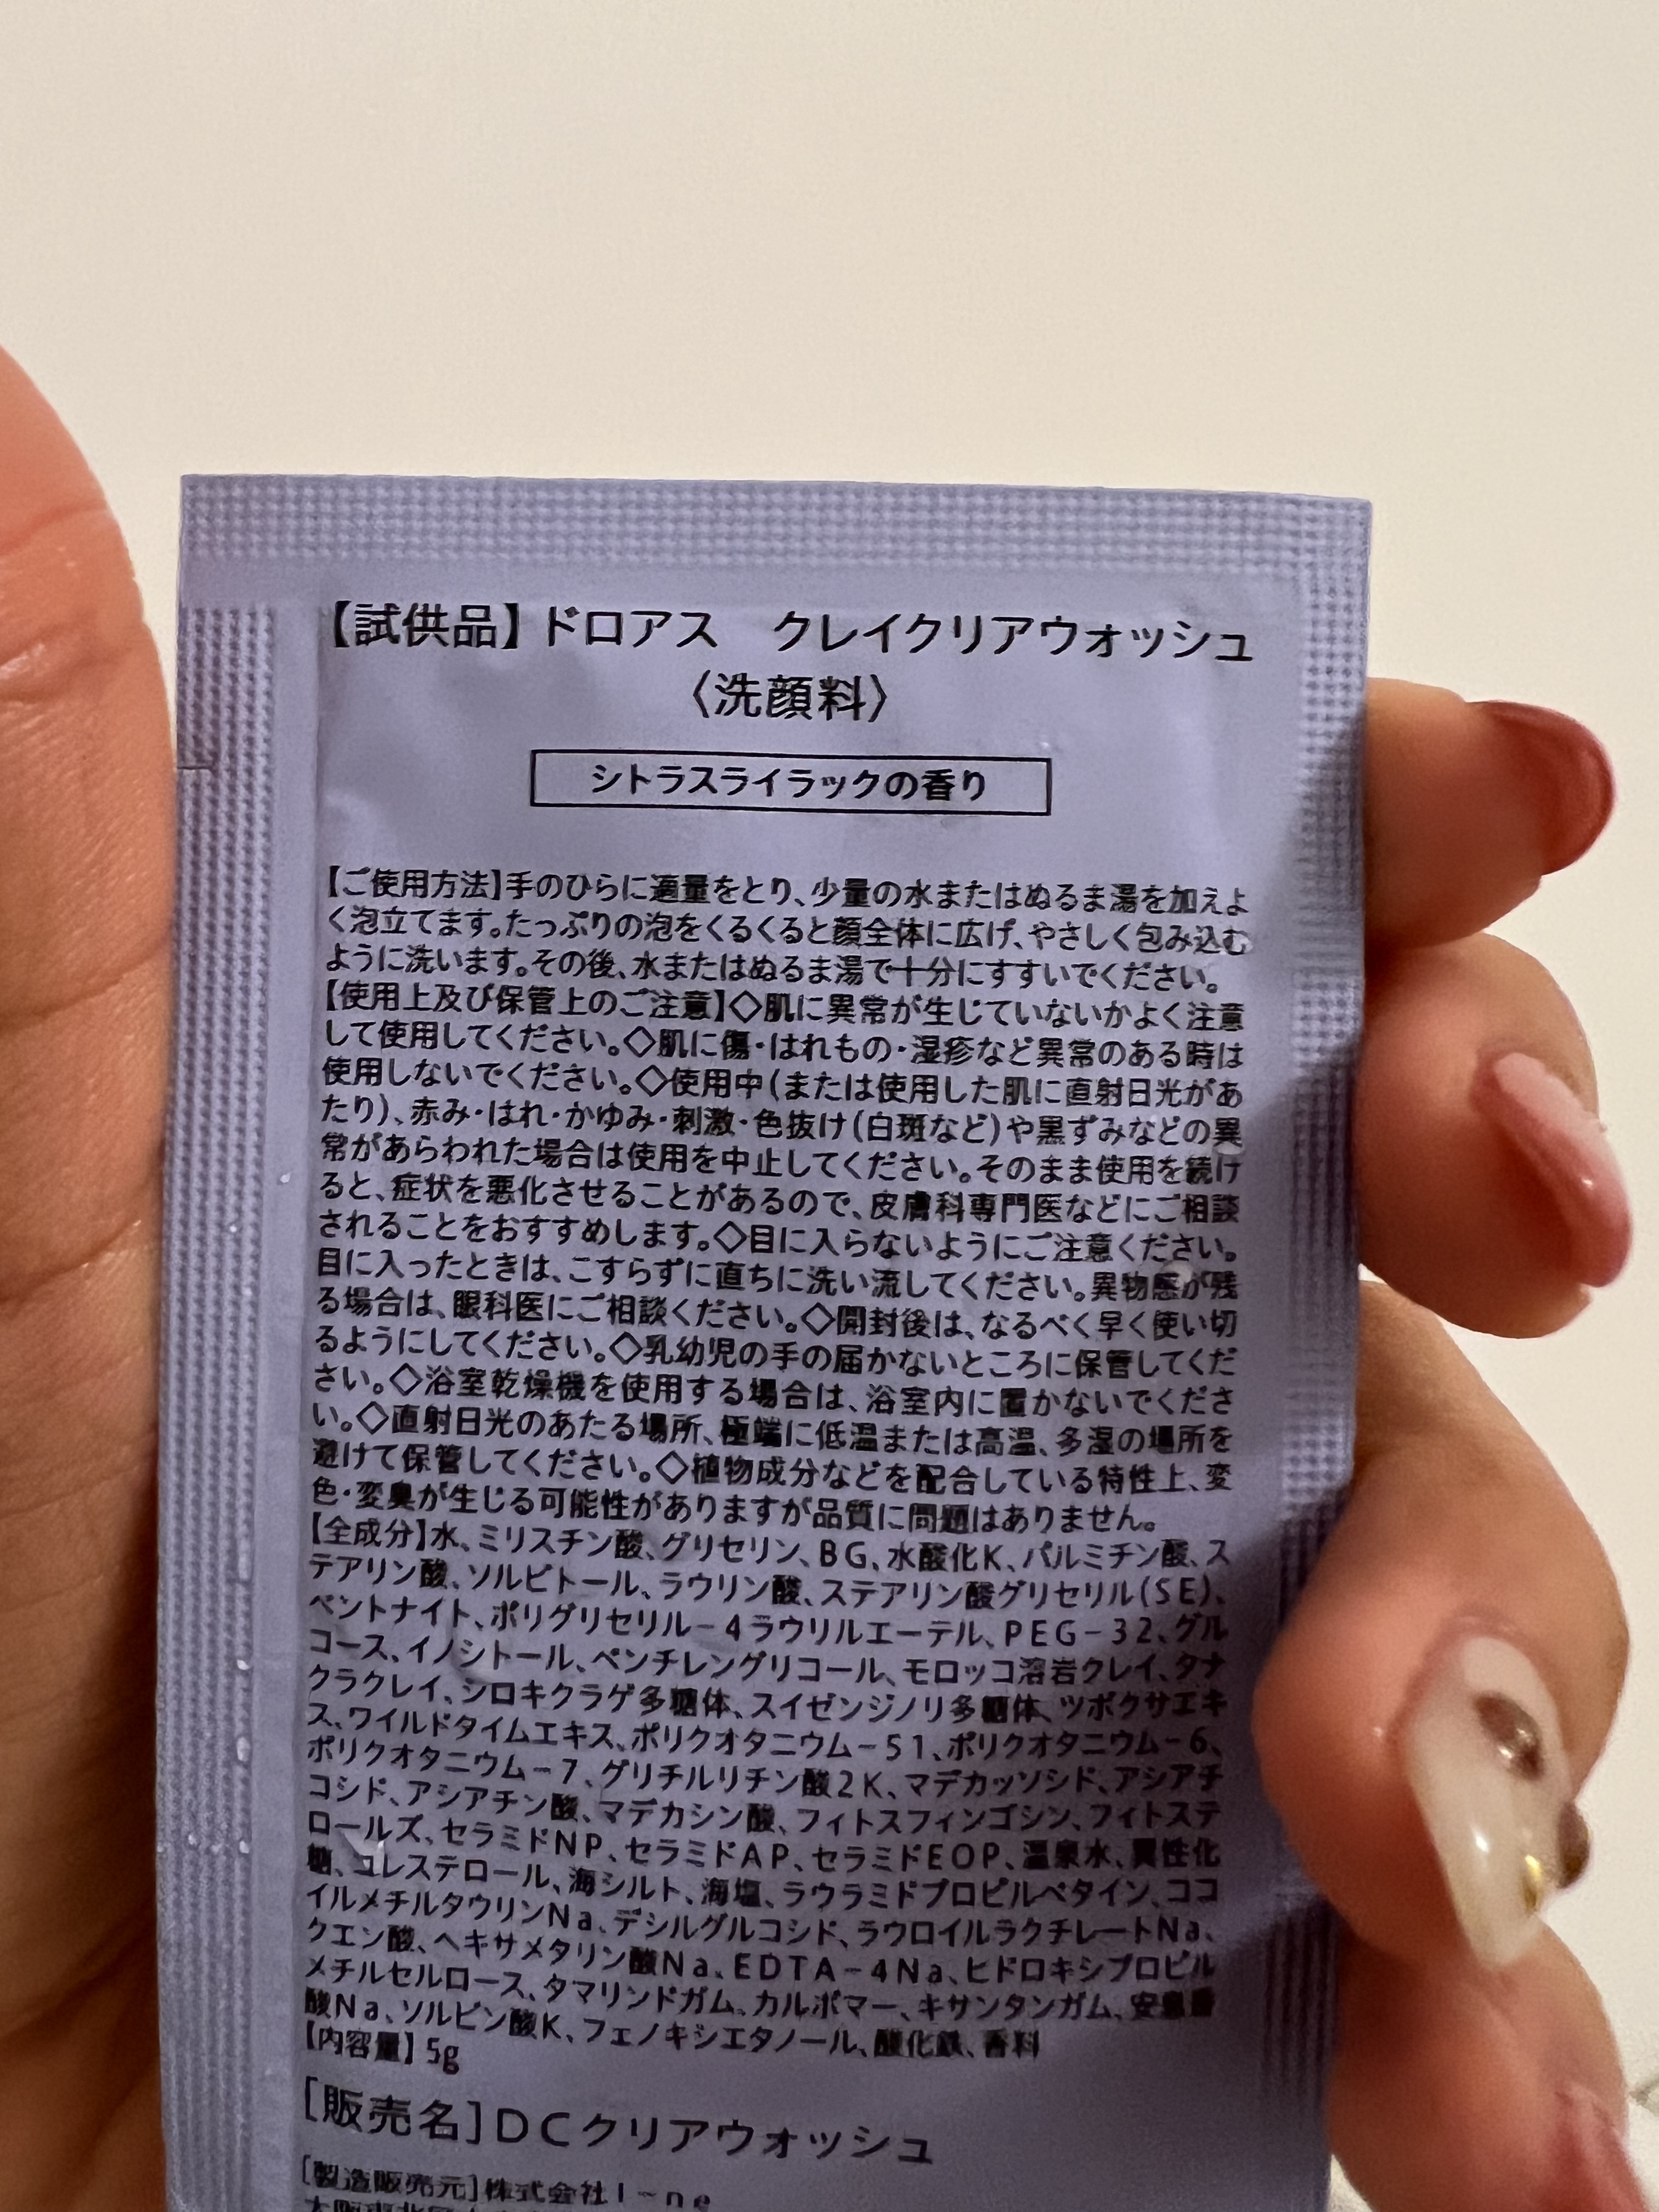 【試供品】ドロアス　クレイクリアウォッシュ
〈洗顔料〉
シトラスライラックの香り
【ご使用方法】手のひらに適量をとり、少量の水またはぬるま湯を加えよ
く泡立てます。たっぷりの泡をくるくると顔全体に広げ、やさしく包み込む
ように洗います。その後、水またはぬるま湯で十分にすすいでください。
【使用上及び保管上のご注意】◇肌に異常が生じていないかよく注意
して使用してください。◇肌に傷・はれもの・湿疹など異常のある時は
使用しないでください。◇使用中(または使用した肌に直射日光があ
たり)、赤み・はれ・かゆみ・刺激・色抜け(白斑など)や黒ずみなどの異
常があらわれた場合は使用を中止してください。そのまま使用を続け
ると、症状を悪化させることがあるので、皮膚科専門医などにご相談
されることをおすすめします。◇目に入らないようにご注意ください。
目に入ったときは、こすらずに直ちに洗い流してください。異物感が残
る場合は、眼科医にご相談ください。◇開封後は、なるべく早く使い切
るようにしてください。◇乳幼児の手の届かないところに保管してくだ
さい。◇浴室乾燥機を使用する場合は、浴室内に置かないでくださ
い。◇直射日光のあたる場所、極端に低温または高温、多湿の場所を
避けて保管してください。◇植物成分などを配合している特性上、変
色・変臭が生じる可能性がありますが品質に問題はありません。
【全成分】水、ミリスチン酸、グリセリン、BG、水酸化K、パルミチン酸、ス
テアリン酸、ソルビトール、ラウリン酸、ステアリン酸グリセリル(SE)、
ベントナイト、ポリグリセリル－4ラウリルエーテル、PEG－32、グル
コース、イノシトール、ペンチレングリコール、モロッコ溶岩クレイ、タナ
クラクレイ、シロキクラゲ多糖体、スイゼンジノリ多糖体、ツボクサエキ
ス、ワイルドタイムエキス、ポリクオタニウム－51、ポリクオタニウム－6、
ポリクオタニウム－7、グリチルリチン酸2K、マデカッソシド、アシアチ
コシド、アシアチン酸、マデカシン酸、フィトスフィンゴシン、フィトステ
ロールズ、セラミドNP、セラミドAP、セラミドEOP、温泉水、異性化
糖、コレステロール、海シルト、海塩、ラウラミドプロピルベタイン、ココ
イルメチルタウリンNa、デシルグルコシド、ラウロイルラクチレートNa、
クエン酸、ヘキサメタリン酸Na、EDTA－4Na、ヒドロキシプロピル
メチルセルロース、タマリンドガム、カルボマー、キサンタンガム、安息香
酸Na、ソルビン酸K、フェノキシエタノール、酸化鉄、香料
【内容量】5g
[販売名]DCクリアウォッシュ
[製造販売元]株式会社I－ne